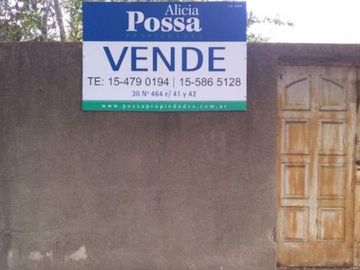 Alicia
Possa
PROPIEDADES
VENDE
TE: 15-479 0194 | 15-586 5128
30 Nº 464 e/ 41 y 42
www.possapropiedades.com.ar